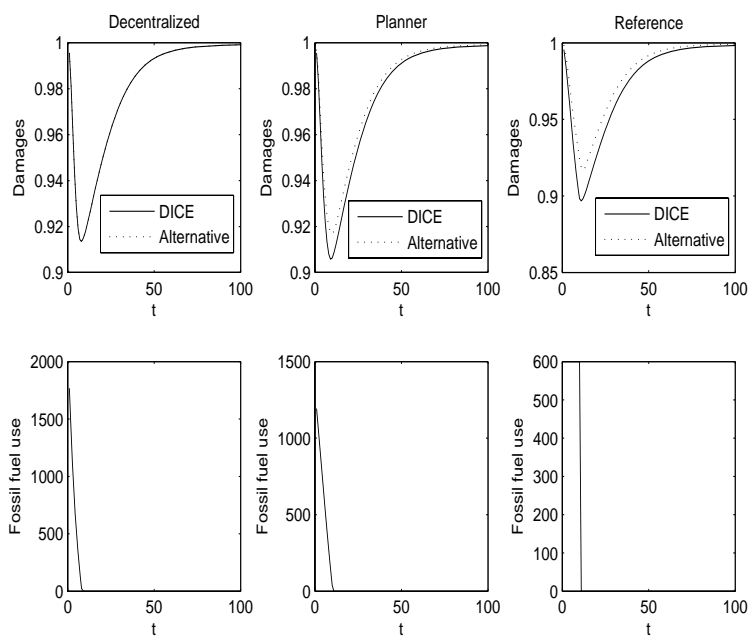 Decentralized
1
0.98
0.96
0.94
0.92
0.9
Damages
DICE
Alternative
0
50
100
t
Planner
1
0.98
0.96
0.94
0.92
0.9
Damages
DICE
Alternative
0
50
100
t
Reference
1
0.95
0.9
0.85
Damages
DICE
Alternative
0
50
100
t
2000
1500
1000
500
0
Fossil fuel use
0
50
100
t
1500
1000
500
0
Fossil fuel use
0
50
100
t
600
500
400
300
200
100
0
Fossil fuel use
0
50
100
t